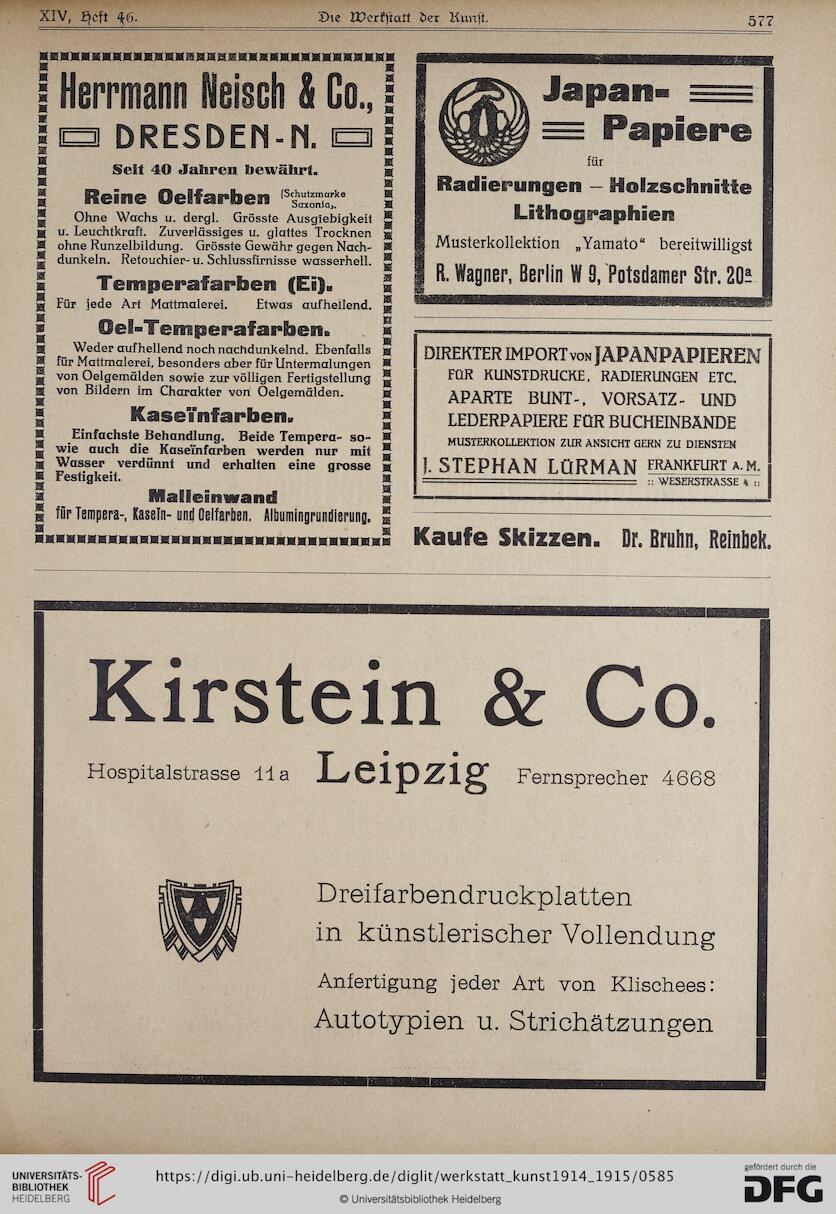 XIV, Heft 46.
Die Werkstatt der Kunst.
577
Herrmann Neisch & Co.,
DRESDEN-N.
Seit 40 Jahren bewährt.
Reine Oelfarben (Schutzmarke
Saxonia).
Ohne Wachs u. dergl. Grösste Ausgiebigkeit
u. Leuchtkraft. Zuverlässiges u. glattes Trocknen
ohne Runzelbildung. Grösste Gewähr gegen Nach-
dunkeln. Retouchier- u. Schlussfirnisse wasserhell.
Temperafarben (Ei).
Für jede Art Mattmalerei. Etwas aufhellend.
Oel-Temperafarben.
Weder aufhellend noch nachdunkelnd. Ebenfalls
für Mattmalerei, besonders aber für Untermalungen
von Oelgemälden sowie zur völligen Fertigstellung
von Bildern im Charakter von Oelgemälden.
Kaseïnfarben.
Einfachste Behandlung. Beide Tempera- so-
wie auch die Kaseïnfarben werden nur mit
Wasser verdünnt und erhalten eine grosse
Festigkeit.
Malleinwand
für Tempera-, Kaseïn- und Oelfarben. Albumingrundierung.
Japan-
Papiere
für
Radierungen — Holzschnitte
Lithographien
Musterkollektion „Yamato“ bereitwilligst
R. Wagner, Berlin W 9, Potsdamer Str. 20a
DIREKTER IMPORT VON JAPANPAPIEREN
FÜR KUNSTDRUCKE, RADIERUNGEN ETC.
APARTE BUNT-, VORSATZ- UND
LEDERPAPIERE FÜR BUCHEINBÄNDE
MUSTERKOLLEKTION ZUR ANSICHT GERN ZU DIENSTEN
J. STEPHAN LÜRMAN FRANKFURT A. M.
:: WESERSTRASSE 4 ::
Kaufe Skizzen. Dr. Bruhn, Reinbek.
Kirstein & Co.
Hospitalstrasse 11a Leipzig Fernsprecher 4668
Dreifarbendruckplatten
in künstlerischer Vollendung
Anfertigung jeder Art von Klischees:
Autotypien u. Strichätzungen
UNIVERSITÄTS-
BIBLIOTHEK
HEIDELBERG
https://digi.ub.uni-heidelberg.de/diglit/werkstatt_kunst1914_1915/0585
© Universitätsbibliothek Heidelberg
gefördert durch die
DFG